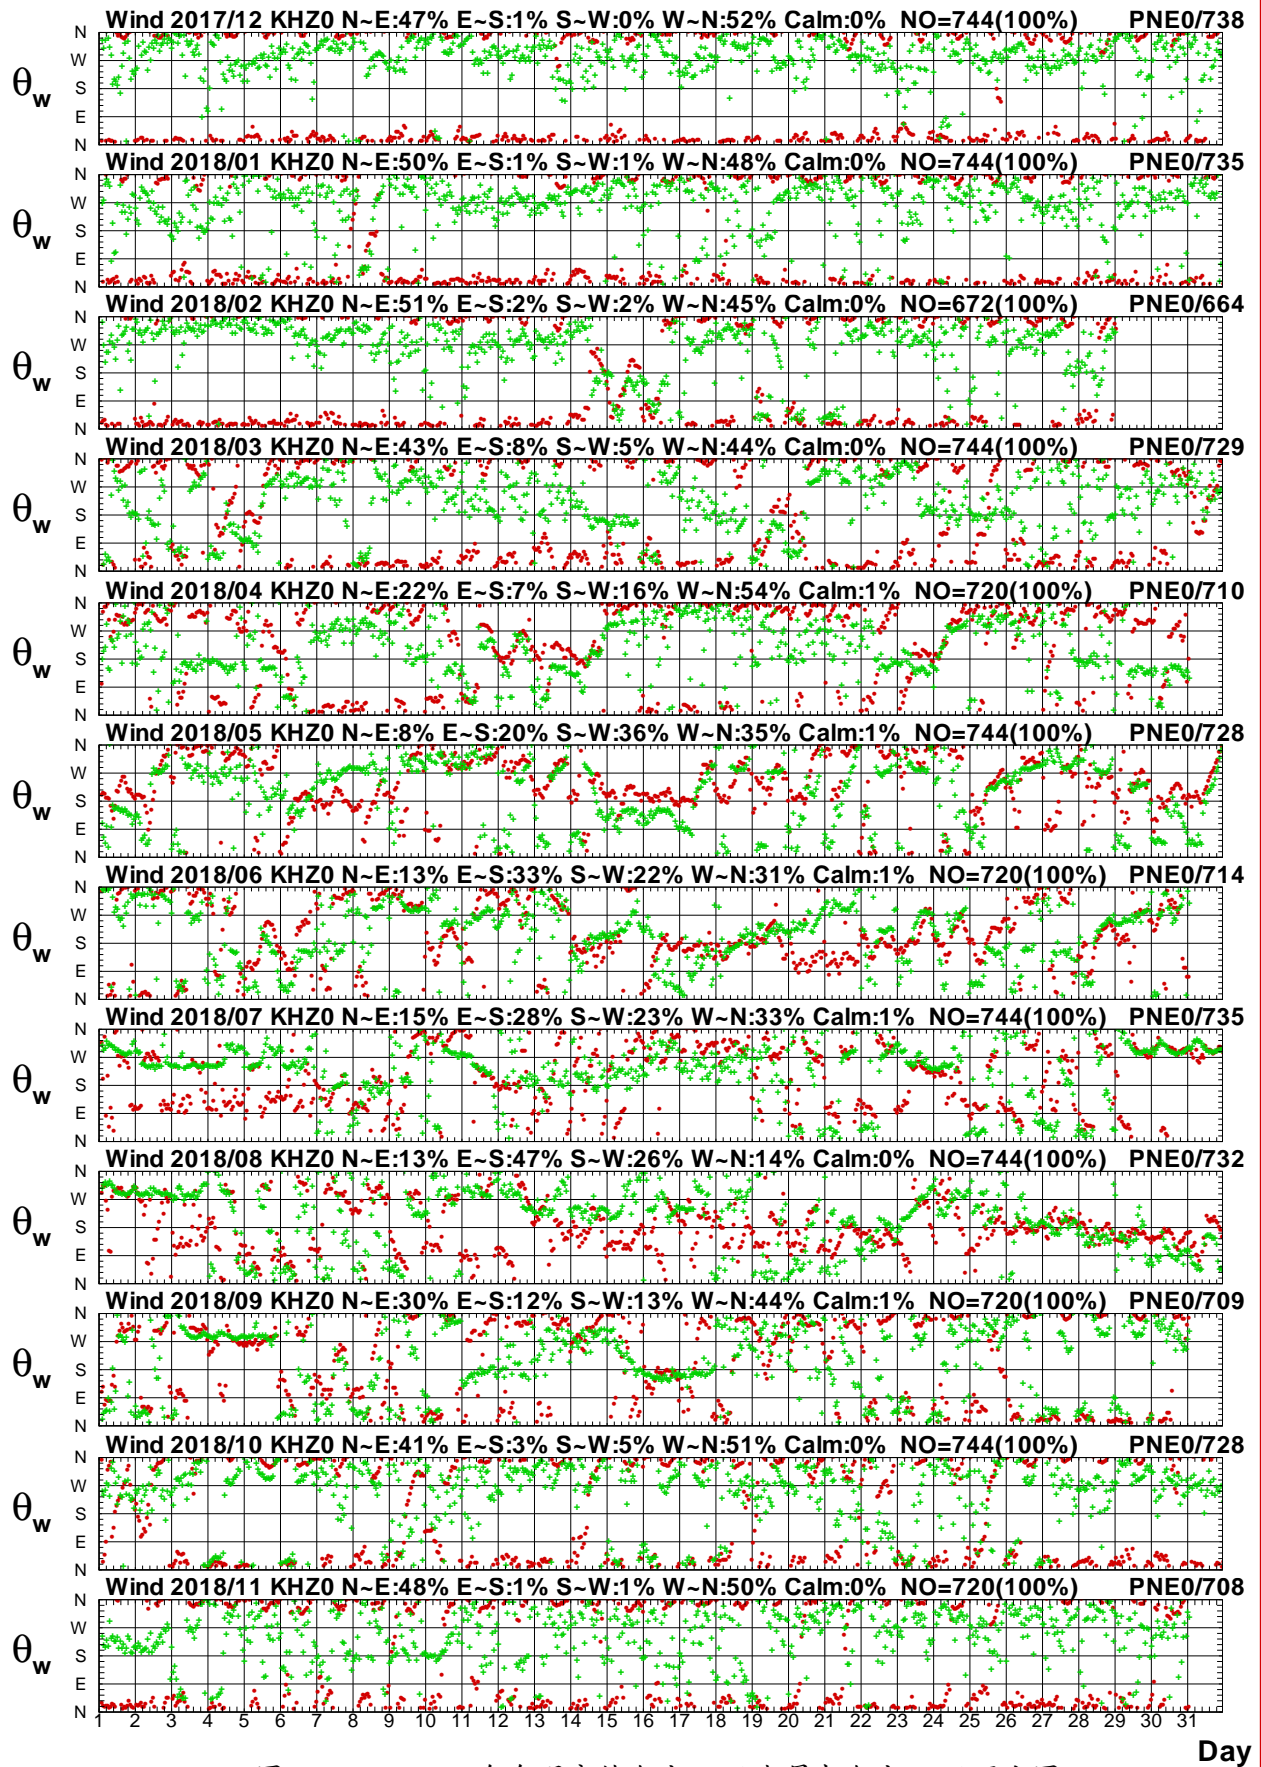 Wind 2017/12 KHZ0 N~E:47% E~S:1% S~W:0% W~N:52% Calm:0% NO=744(100%) PNE0/738
N
W
S
E
N
θw
Wind 2018/01 KHZ0 N~E:50% E~S:1% S~W:1% W~N:48% Calm:0% NO=744(100%) PNE0/735
N
W
S
E
N
θw
Wind 2018/02 KHZ0 N~E:51% E~S:2% S~W:2% W~N:45% Calm:0% NO=672(100%) PNE0/664
N
W
S
E
N
θw
Wind 2018/03 KHZ0 N~E:43% E~S:8% S~W:5% W~N:44% Calm:0% NO=744(100%) PNE0/729
N
W
S
E
N
θw
Wind 2018/04 KHZ0 N~E:22% E~S:7% S~W:16% W~N:54% Calm:1% NO=720(100%) PNE0/710
N
W
S
E
N
θw
Wind 2018/05 KHZ0 N~E:8% E~S:20% S~W:36% W~N:35% Calm:1% NO=744(100%) PNE0/728
N
W
S
E
N
θw
Wind 2018/06 KHZ0 N~E:13% E~S:33% S~W:22% W~N:31% Calm:1% NO=720(100%) PNE0/714
N
W
S
E
N
θw
Wind 2018/07 KHZ0 N~E:15% E~S:28% S~W:23% W~N:33% Calm:1% NO=744(100%) PNE0/735
N
W
S
E
N
θw
Wind 2018/08 KHZ0 N~E:13% E~S:47% S~W:26% W~N:14% Calm:0% NO=744(100%) PNE0/732
N
W
S
E
N
θw
Wind 2018/09 KHZ0 N~E:30% E~S:12% S~W:13% W~N:44% Calm:1% NO=720(100%) PNE0/709
N
W
S
E
N
θw
Wind 2018/10 KHZ0 N~E:41% E~S:3% S~W:5% W~N:51% Calm:0% NO=744(100%) PNE0/728
N
W
S
E
N
θw
Wind 2018/11 KHZ0 N~E:48% E~S:1% S~W:1% W~N:50% Calm:0% NO=720(100%) PNE0/708
N
W
S
E
N
θw
1 2 3 4 5 6 7 8 9 10 11 12 13 14 15 16 17 18 19 20 21 22 23 24 25 26 27 28 29 30 31
Day